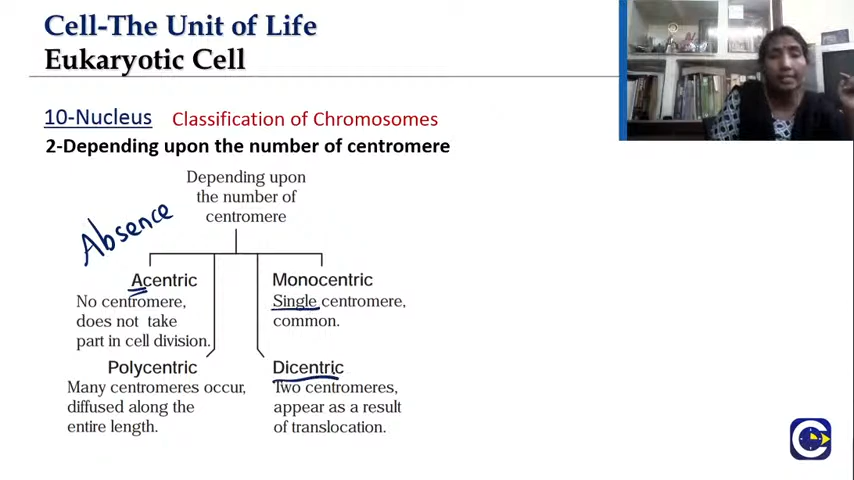 Cell-The Unit of Life
Eukaryotic Cell
10-Nucleus Classification of Chromosomes
2-Depending upon the number of centromere
Depending upon
the number of
centromere
Absence
Acentric
No centromere,
does not take
part in cell division.
Monocentric
Single centromere,
common.
Polycentric
Many centromeres occur,
diffused along the
entire length.
Dicentric
Two centromeres,
appear as a result
of translocation.